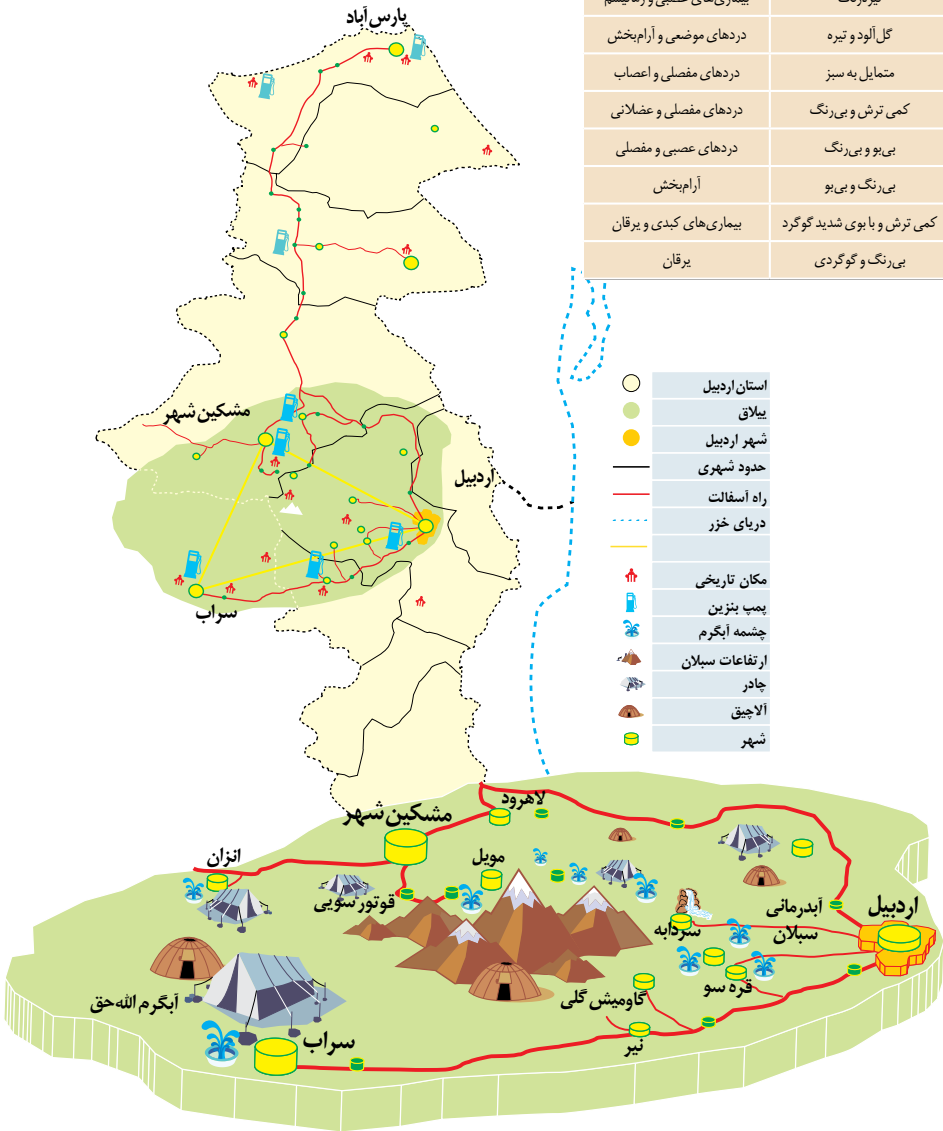 پارس‌آباد
گل‌آلود و تیره
دردهای موضعی و آرام‌بخش
متمایل به سبز
دردهای مفصلی و اعصاب
کمی ترش و بی‌رنگ
دردهای مفصلی و عضلانی
بی‌بو و بی‌رنگ
دردهای عصبی و مفصلی
بی‌رنگ و بی‌بو
آرام‌بخش
کمی ترش و با بوی شدید گوگرد
بیماری‌های کبدی و یرقان
بی‌رنگ و گوگردی
یرقان
استان اردبیل
ییلاق
شهر اردبیل
حدود شهری
راه آسفالت
دریای خزر
مکان تاریخی
پمپ بنزین
چشمه آبگرم
ارتفاعات سبلان
چادر
آلاچیق
شهر
مشکین شهر
اردبیل
سراب
لاهرود
مشکین شهر
انزان
مویل
قوتور سویی
آبدرمانی
سبلان
اردبیل
سردابه
قره سو
گاومیش گلی
آبگرم الله‌حق
نیر
سراب